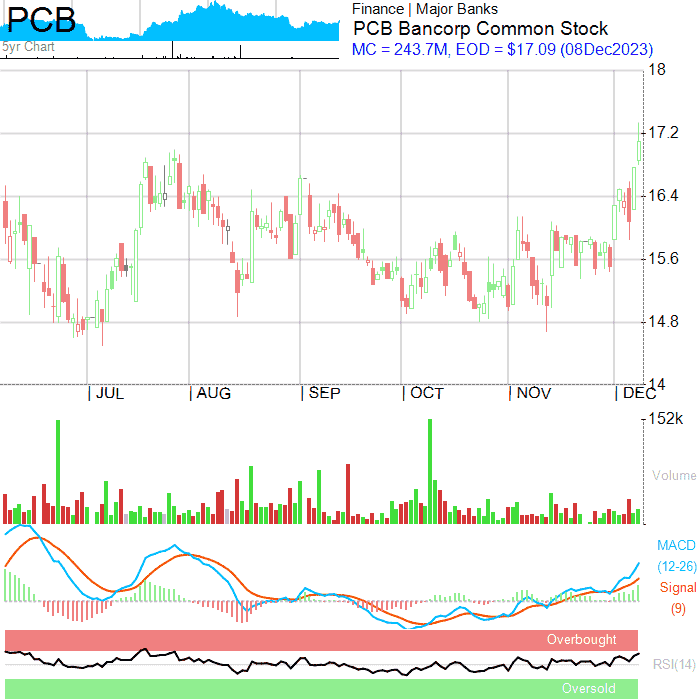 PCB
5yr Chart
Finance | Major Banks
PCB Bancorp Common Stock
MC = 243.7M, EOD = $17.09 (08Dec2023)
18
17.2
16.4
15.6
14.8
14
JUL AUG SEP OCT NOV DEC
152k
Volume
MACD
(12-26)
Signal
(9)
Overbought
RSI(14)
Oversold